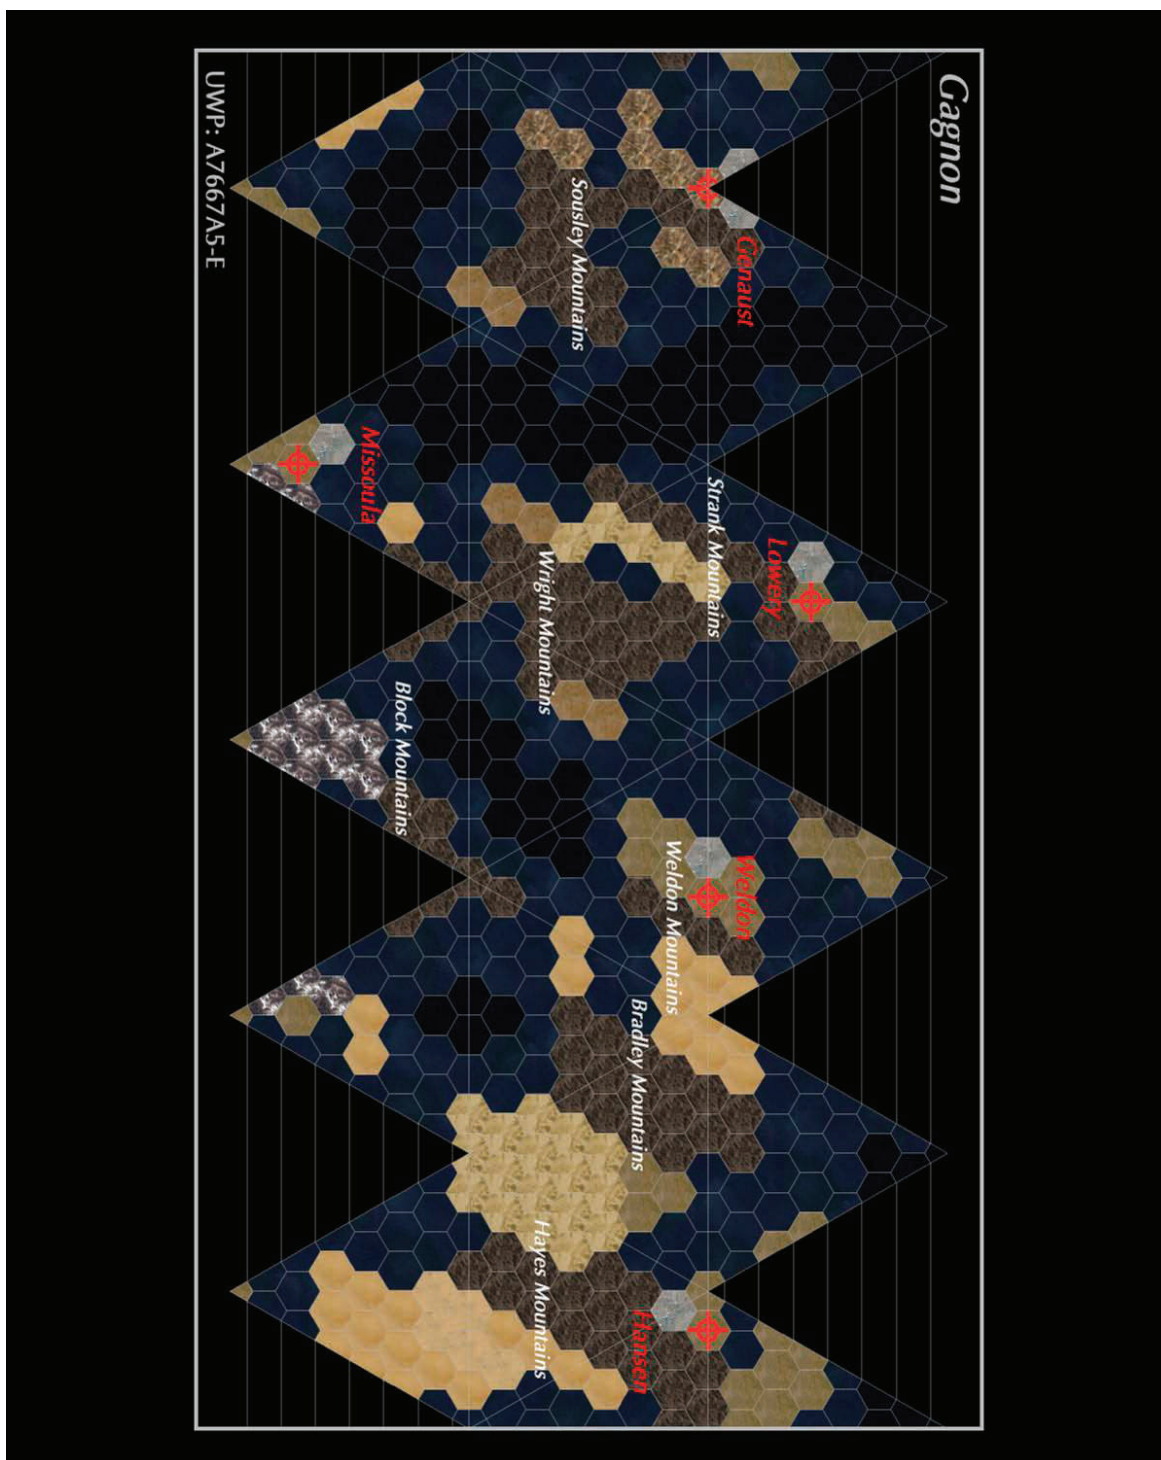 Gagnon
Genaust
Sousley Mountains
Strank Mountains
Lowery
Wright Mountains
Missoula
Block Mountains
Weldon
Weldon Mountains
Bradley Mountains
Hayes Mountains
Hansen
UWP: A7667A5-E